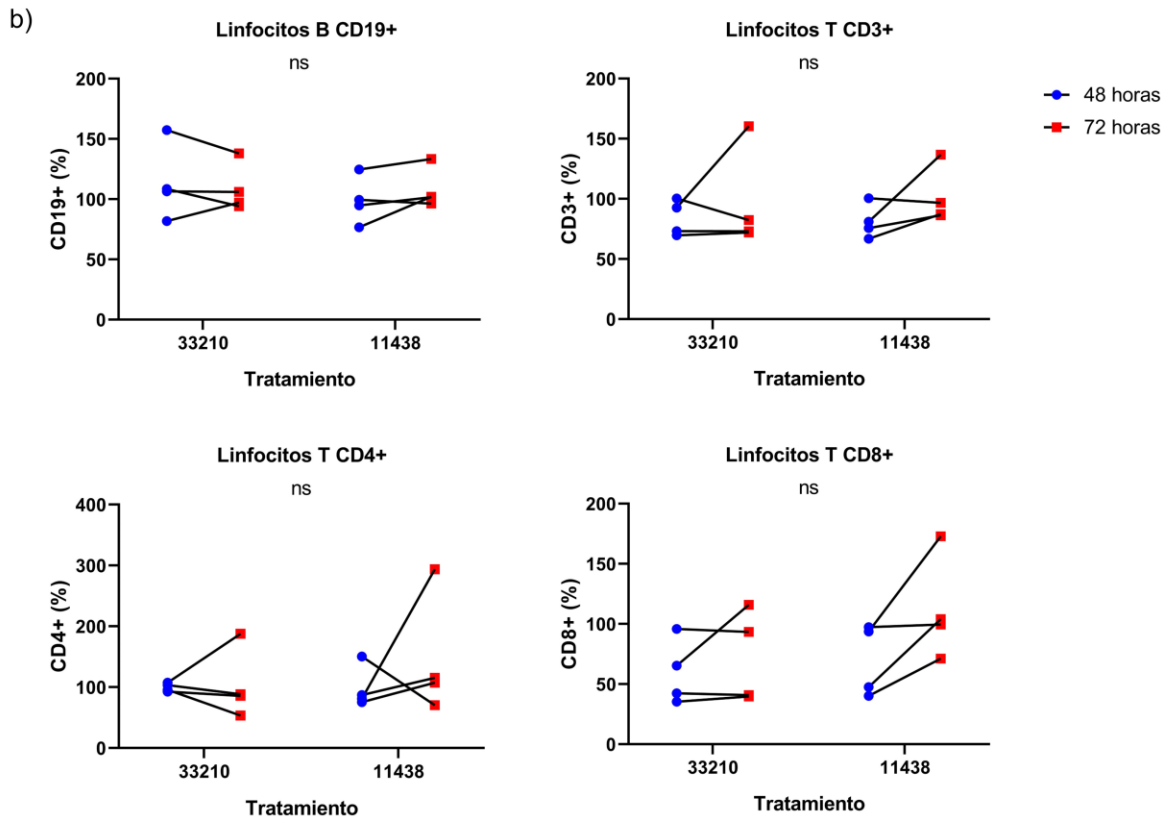 b)
Linfocitos B CD19+
ns
CD19+ (%)
200
150
100
50
0
33210
11438
Tratamiento
Linfocitos T CD3+
ns
CD3+ (%)
200
150
100
50
0
33210
11438
Tratamiento
48 horas
72 horas
Linfocitos T CD4+
ns
CD4+ (%)
400
300
200
100
0
33210
11438
Tratamiento
Linfocitos T CD8+
ns
CD8+ (%)
200
150
100
50
0
33210
11438
Tratamiento